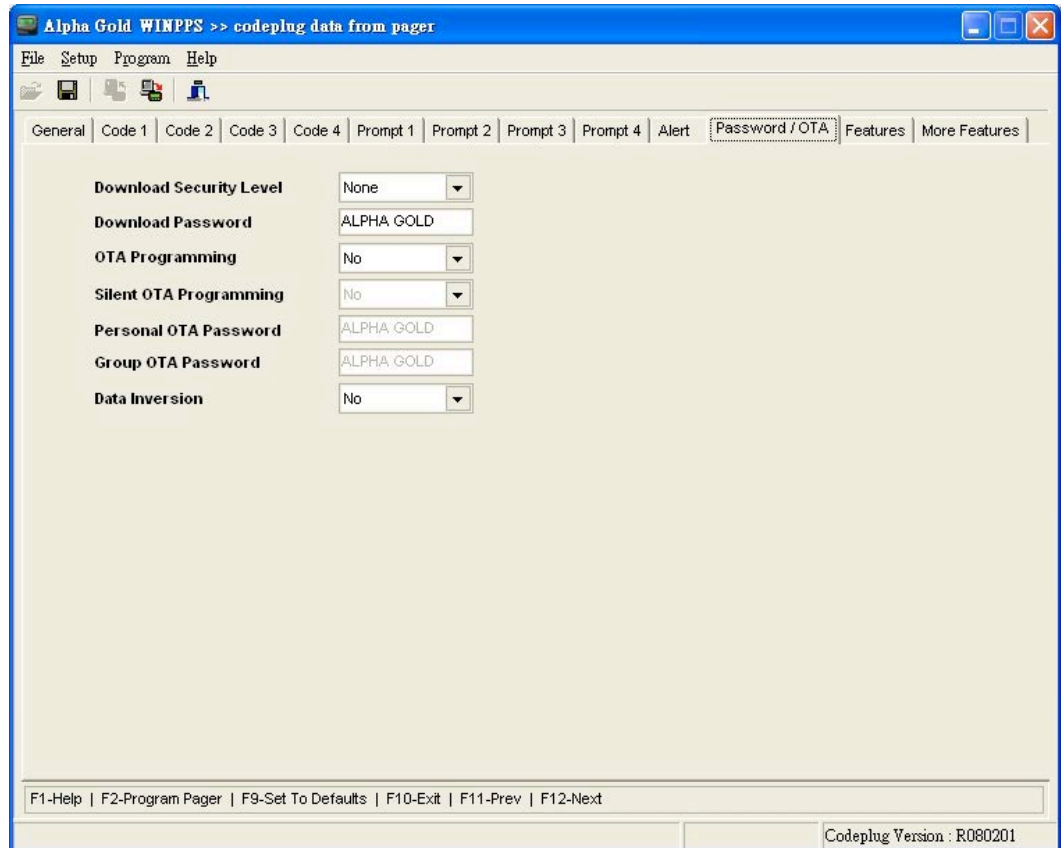 Alpha Gold WINPPS >> codeplug data from pager
File Setup Program Help
General Code 1 Code 2 Code 3 Code 4 Prompt 1 Prompt 2 Prompt 3 Prompt 4 Alert Password / OTA Features More Features
Download Security Level None
Download Password ALPHA GOLD
OTA Programming No
Silent OTA Programming No
Personal OTA Password ALPHA GOLD
Group OTA Password ALPHA GOLD
Data Inversion No
F1-Help | F2-Program Pager | F9-Set To Defaults | F10-Exit | F11-Prev | F12-Next
Codeplug Version : R080201